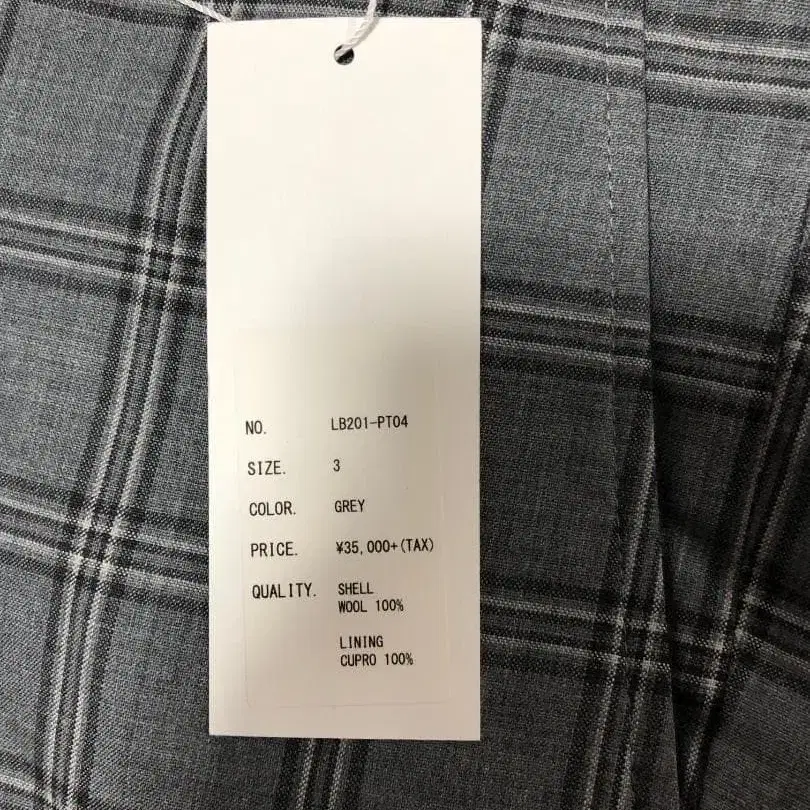 NO. LB201-PT04
SIZE. 3
COLOR. GREY
PRICE. ¥35,000+(TAX)
QUALITY. SHELL
WOOL 100%
LINING
CUPRO 100%